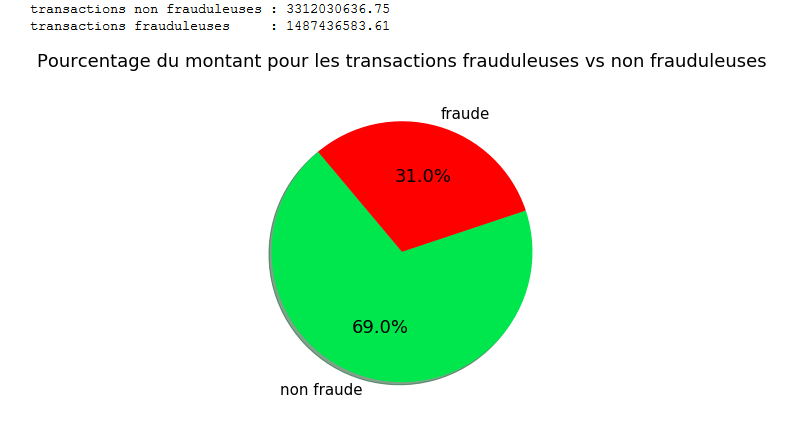 transactions non frauduleuses : 3312030636.75
transactions frauduleuses     : 1487436583.61
Pourcentage du montant pour les transactions frauduleuses vs non frauduleuses
fraude
31.0%
69.0%
non fraude